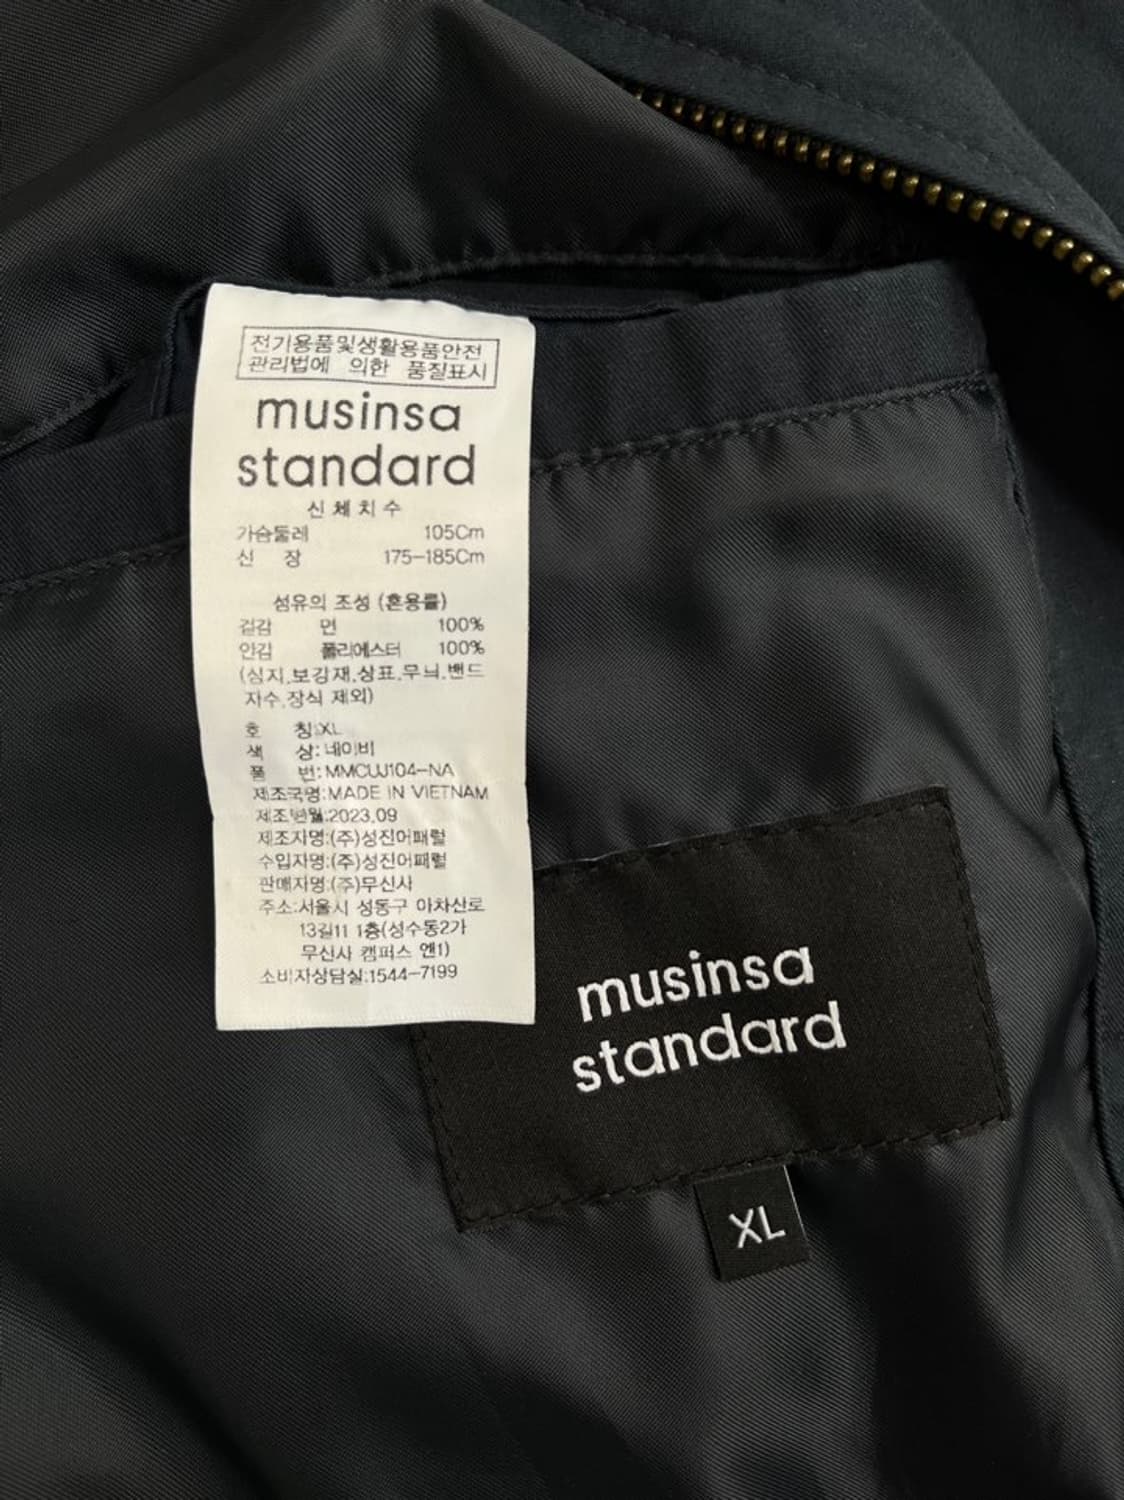 전기용품및생활용품안전
관리법에 의한 품질표시
musinsa
standard
신체치수
가슴둘레 105Cm
신 장 175-185Cm
섬유의 조성 (혼용률)
겉감 면 100%
안감 폴리에스터 100%
(심지,보강재,상표,무늬,밴드
자수,장식 제외)
호 칭:XL
색 상:네이비
품 번:MMCUJ104-NA
제조국명:MADE IN VIETNAM
제조년월:2023.09
제조자명:(주)성진어패럴
수입자명:(주)성진어패럴
판매자명:(주)무신사
주소:서울시 성동구 아차산로
13길11 1층(성수동2가
무신사 캠퍼스 엔1)
소비자상담실:1544-7199
musinsa
standard
XL